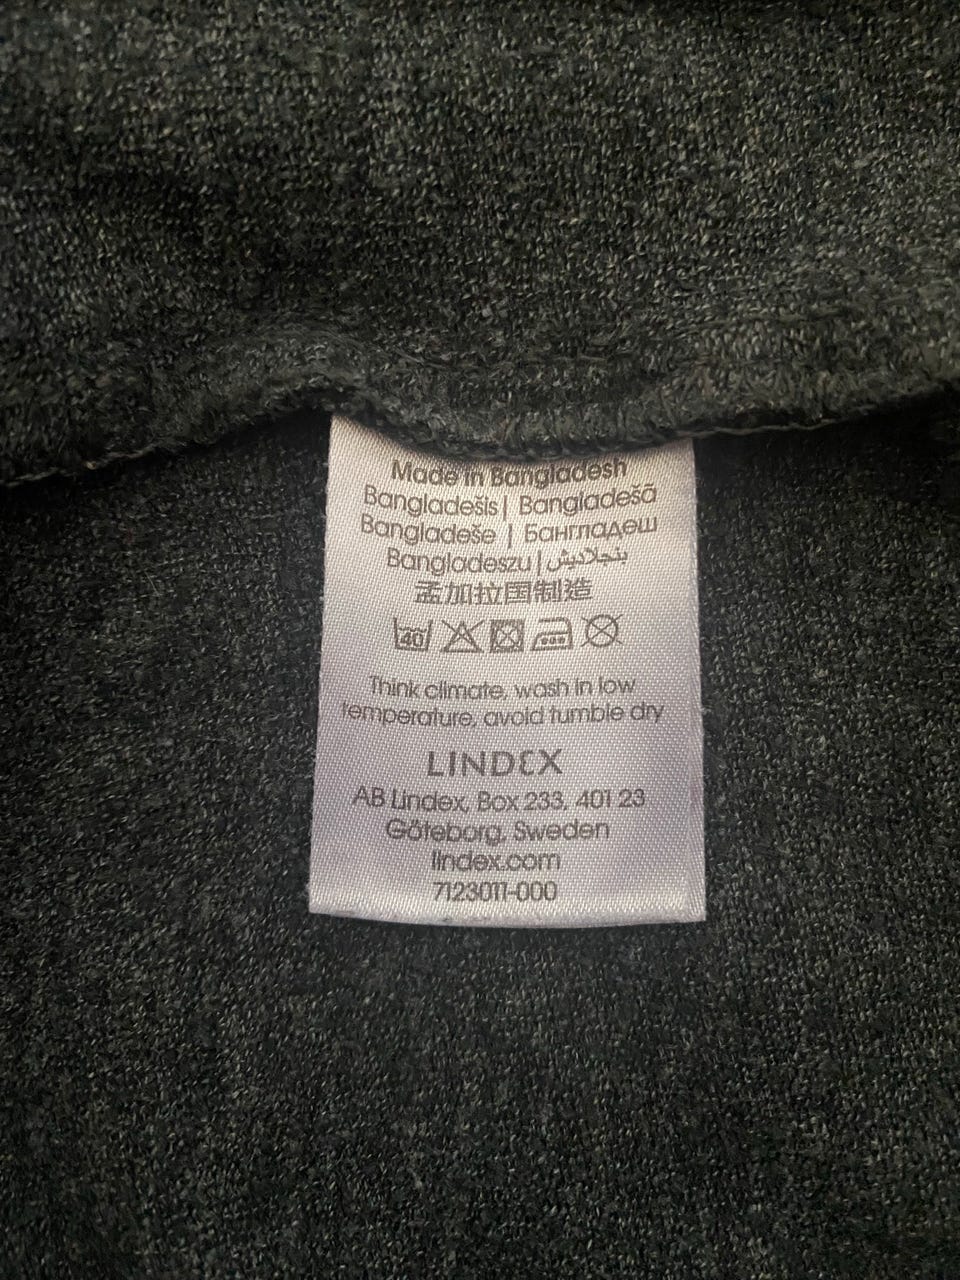 Made in Bangladesh
Bangladešis | Bangladešā
Bangladeše | Бангладеш
Bangladeszu | بنجلاديش
孟加拉国制造
40
Think climate, wash in low
temperature, avoid tumble dry
LINDEX
AB Lindex, Box 233, 401 23
Göteborg, Sweden
lindex.com
7123011-000